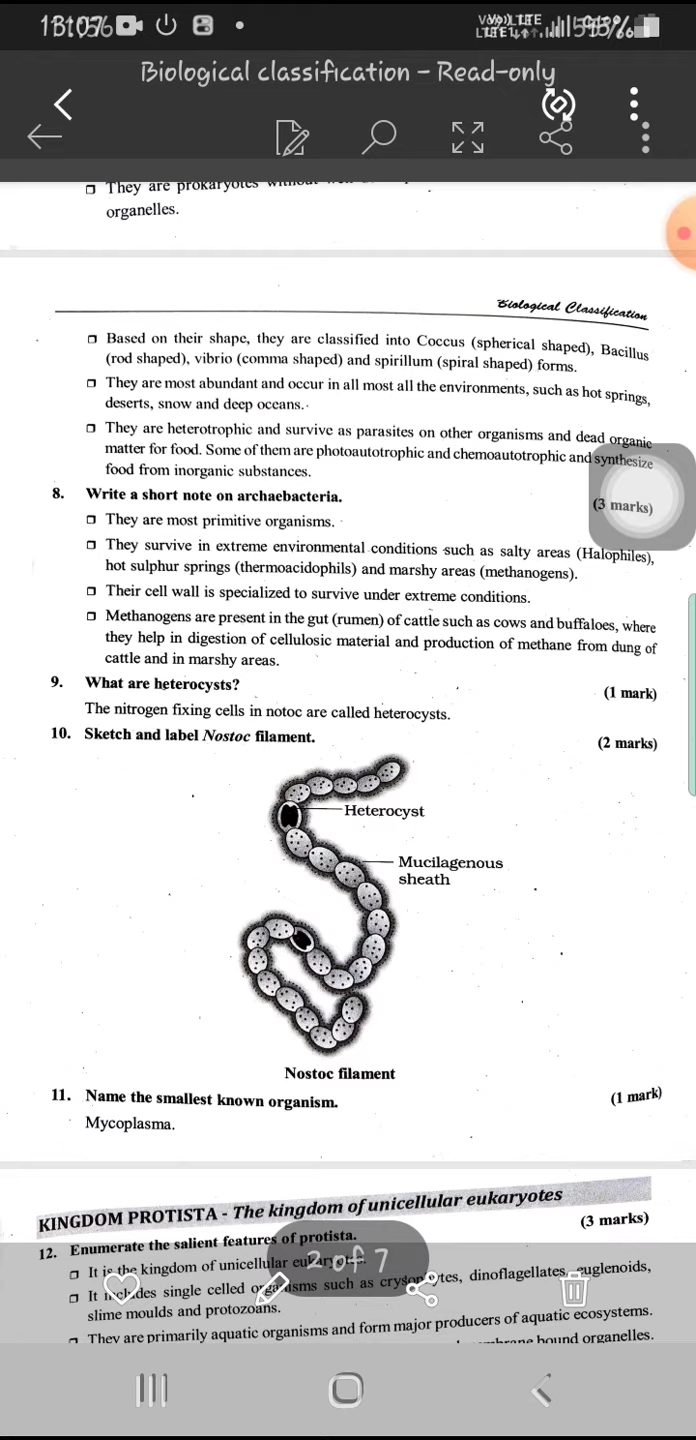 Biological classification – Read-only
They are prokaryotes
organelles.
Biological Classification
Based on their shape, they are classified into Coccus (spherical shaped), Bacillus
(rod shaped), vibrio (comma shaped) and spirillum (spiral shaped) forms.
They are most abundant and occur in all most all the environments, such as hot springs,
deserts, snow and deep oceans.
They are heterotrophic and survive as parasites on other organisms and dead organic
matter for food. Some of them are photoautotrophic and chemoautotrophic and synthesize
food from inorganic substances.
8. Write a short note on archaebacteria. (3 marks)
They are most primitive organisms.
They survive in extreme environmental conditions such as salty areas (Halophiles),
hot sulphur springs (thermoacidophils) and marshy areas (methanogens).
Their cell wall is specialized to survive under extreme conditions.
Methanogens are present in the gut (rumen) of cattle such as cows and buffaloes, where
they help in digestion of cellulosic material and production of methane from dung of
cattle and in marshy areas.
9. What are heterocysts? (1 mark)
The nitrogen fixing cells in notoc are called heterocysts.
10. Sketch and label Nostoc filament. (2 marks)
Heterocyst
Mucilagenous
sheath
Nostoc filament
11. Name the smallest known organism. (1 mark)
Mycoplasma.
KINGDOM PROTISTA - The kingdom of unicellular eukaryotes
12. Enumerate the salient features of protista. (3 marks)
It is the kingdom of unicellular
2 of 7
It includes single celled organisms such as dinoflagellates, euglenoids,
slime moulds and protozoans.
They are primarily aquatic organisms and form major producers of aquatic ecosystems.
bound organelles.